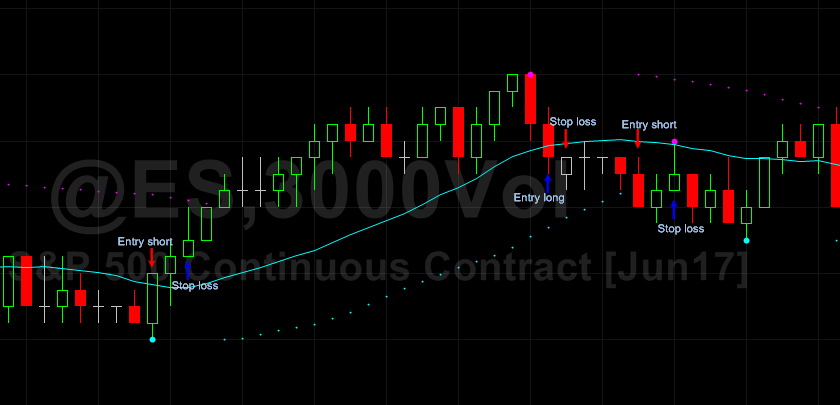 Stop loss
Entry short
@ES,3000Vol
Entry long
Entry short
Stop loss
S&P 500 Continuous Contract [Jun17]
Stop loss